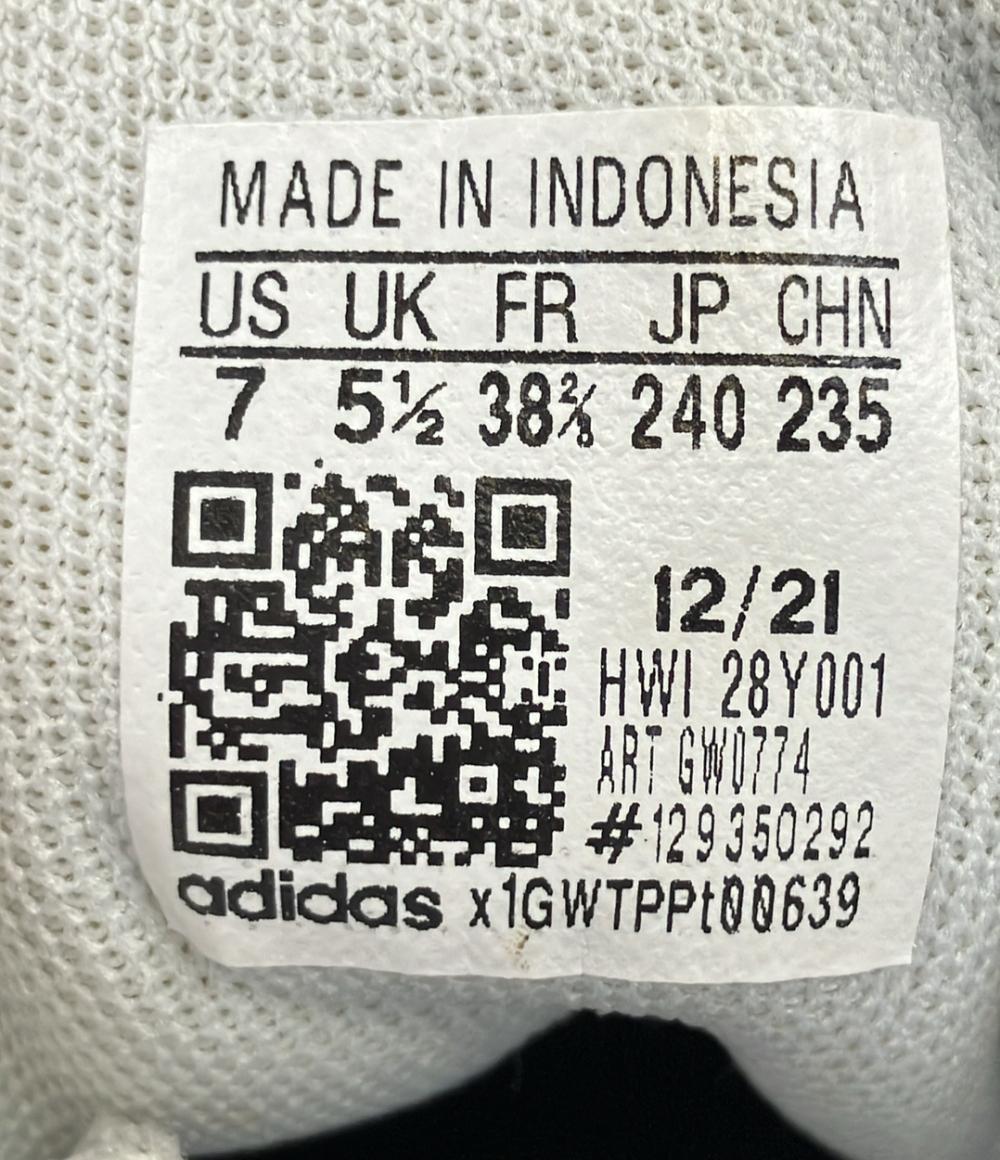 MADE IN INDONESIA
US UK FR JP CHN
7 5½ 38⅔ 240 235
12/21
HWI 28Y001
ART GW0774
#129350292
adidas x1GWTPPt00639